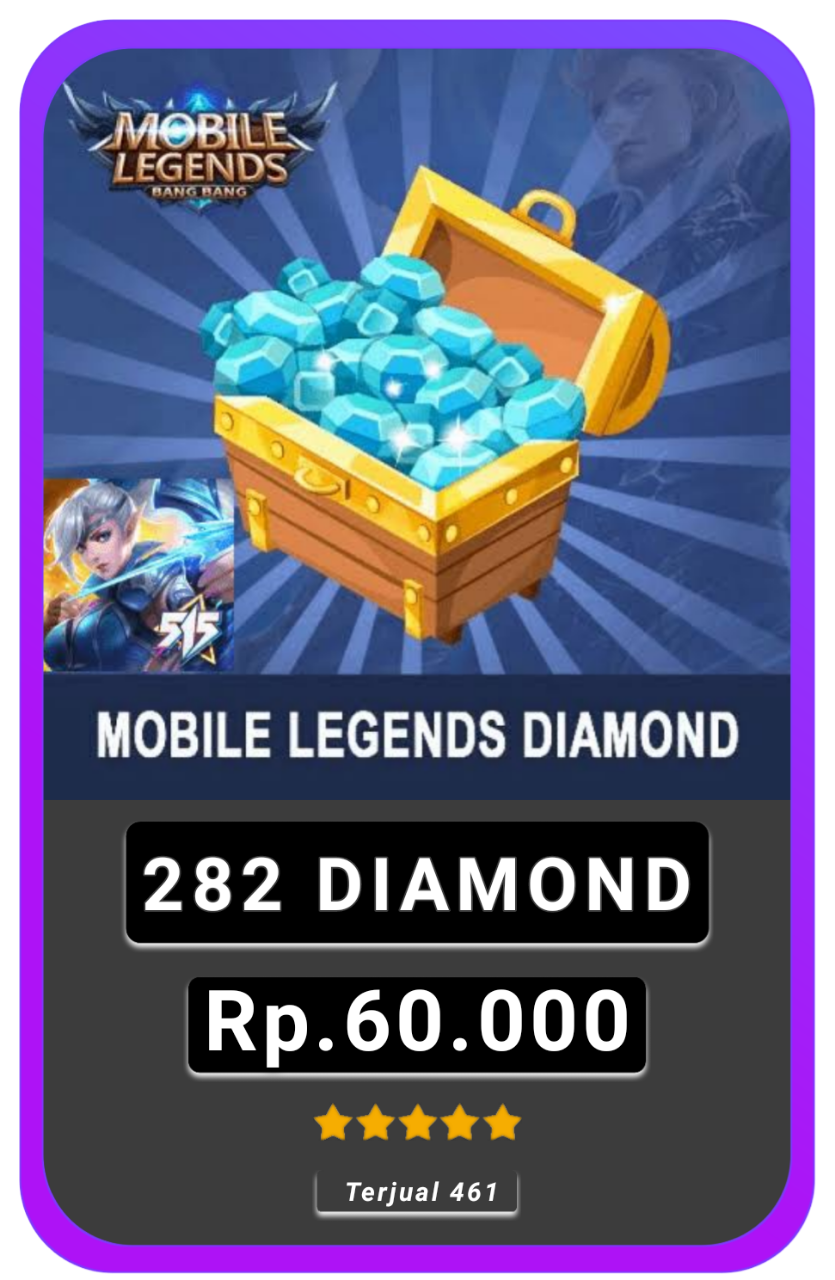 MOBILE
LEGENDS
BANG BANG
515
MOBILE LEGENDS DIAMOND
282 DIAMOND
Rp.60.000
Terjual 461